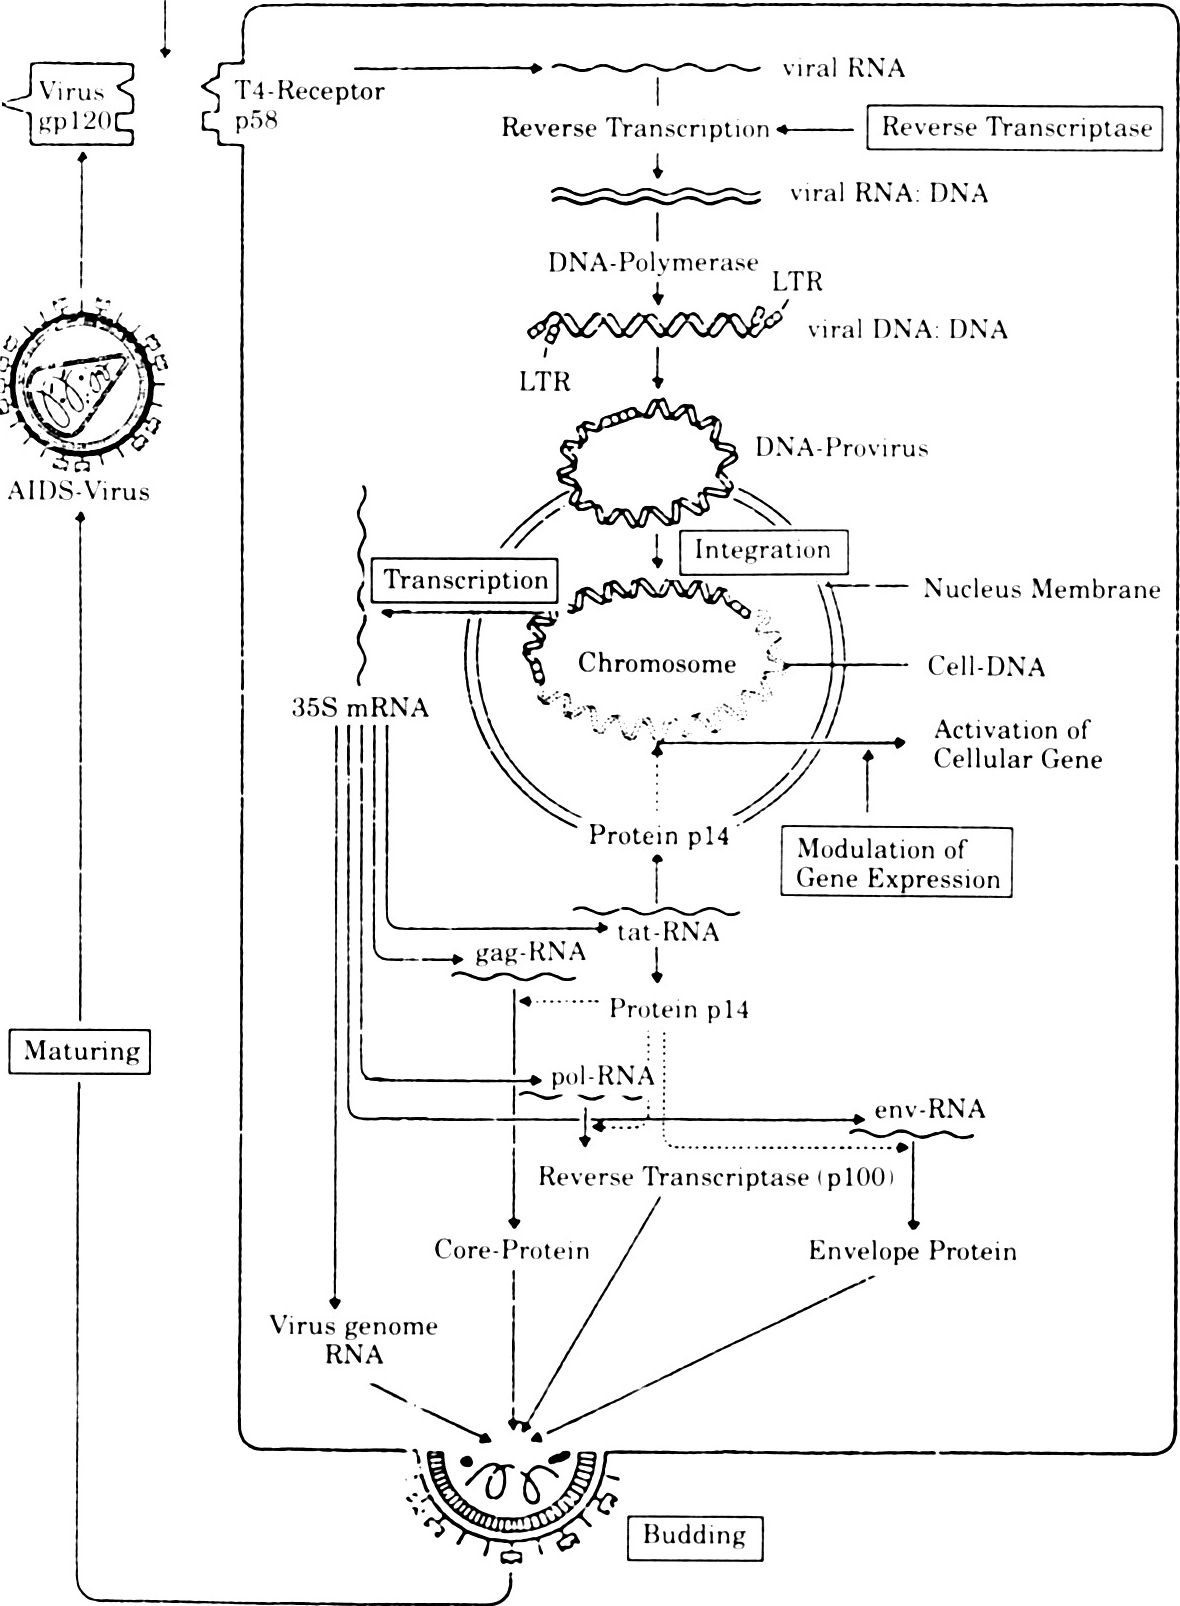 Virus
gp120
T4-Receptor
p58
viral RNA
Reverse Transcription
Reverse Transcriptase
viral RNA: DNA
DNA-Polymerase
LTR
viral DNA: DNA
LTR
DNA-Provirus
AIDS-Virus
Integration
Transcription
Nucleus Membrane
Chromosome
Cell-DNA
35S mRNA
Activation of
Cellular Gene
Protein p14
Modulation of
Gene Expression
tat-RNA
gag-RNA
Protein p14
Maturing
pol-RNA
env-RNA
Reverse Transcriptase (p100)
Core-Protein
Envelope Protein
Virus genome
RNA
Budding